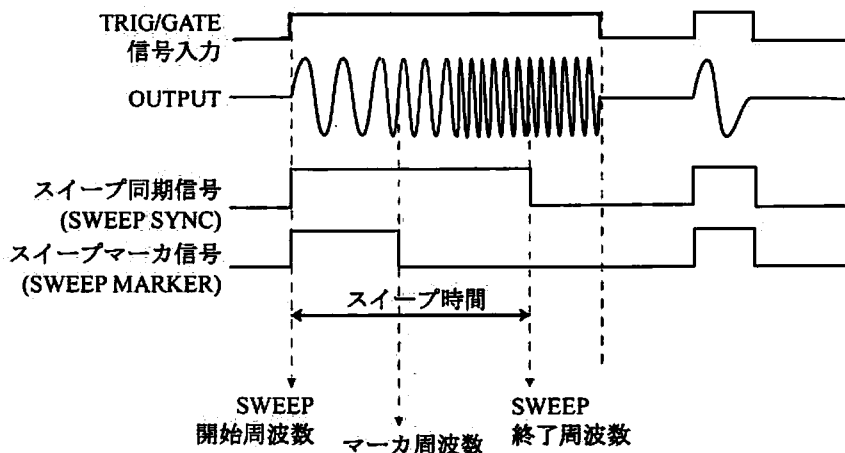 TRIG/GATE
信号入力
OUTPUT
スイープ同期信号
(SWEEP SYNC)
スイープマーカ信号
(SWEEP MARKER)
スイープ時間
SWEEP
開始周波数
マーカ周波数
SWEEP
終了周波数